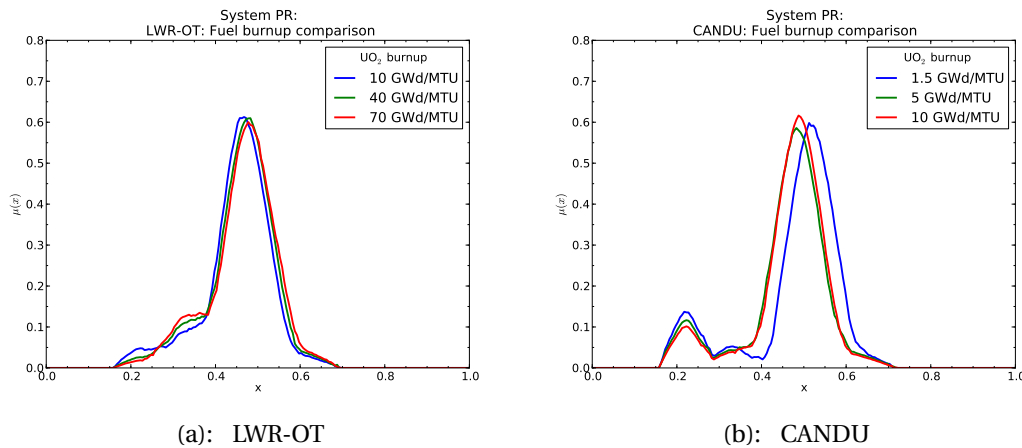 System PR:
LWR-OT: Fuel burnup comparison
0.8
0.7
0.6
0.5
0.4
0.3
0.2
0.1
0.0
0.0 0.2 0.4 0.6 0.8 1.0
x
μ(x)
UO₂ burnup
10 GWd/MTU
40 GWd/MTU
70 GWd/MTU
(a): LWR-OT
System PR:
CANDU: Fuel burnup comparison
0.8
0.7
0.6
0.5
0.4
0.3
0.2
0.1
0.0
0.0 0.2 0.4 0.6 0.8 1.0
x
μ(x)
UO₂ burnup
1.5 GWd/MTU
5 GWd/MTU
10 GWd/MTU
(b): CANDU